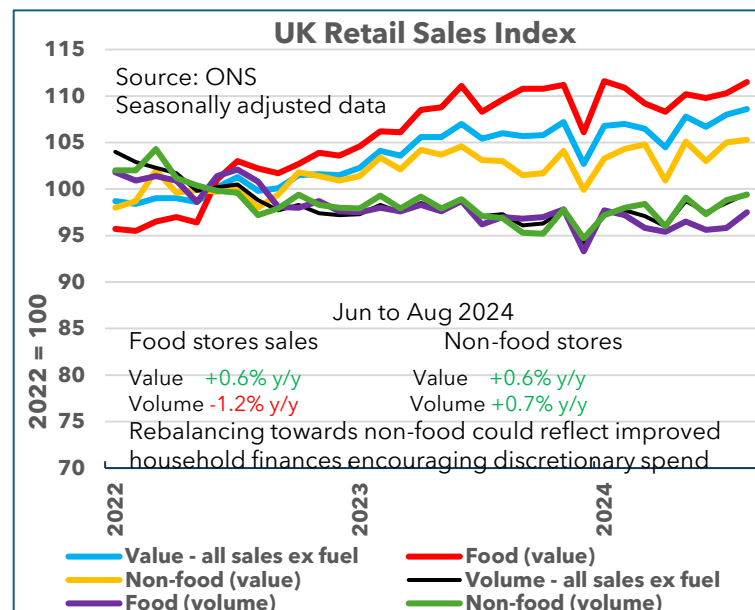 UK Retail Sales Index
Source: ONS
Seasonally adjusted data
115
110
105
100
95
90
85
80
75
70
2022 = 100
Jun to Aug 2024
Food stores sales Non-food stores
Value +0.6% y/y Value +0.6% y/y
Volume -1.2% y/y Volume +0.7% y/y
Rebalancing towards non-food could reflect improved
household finances encouraging discretionary spend
2022 2023 2024
Value - all sales ex fuel Food (value)
Non-food (value) Volume - all sales ex fuel
Food (volume) Non-food (volume)